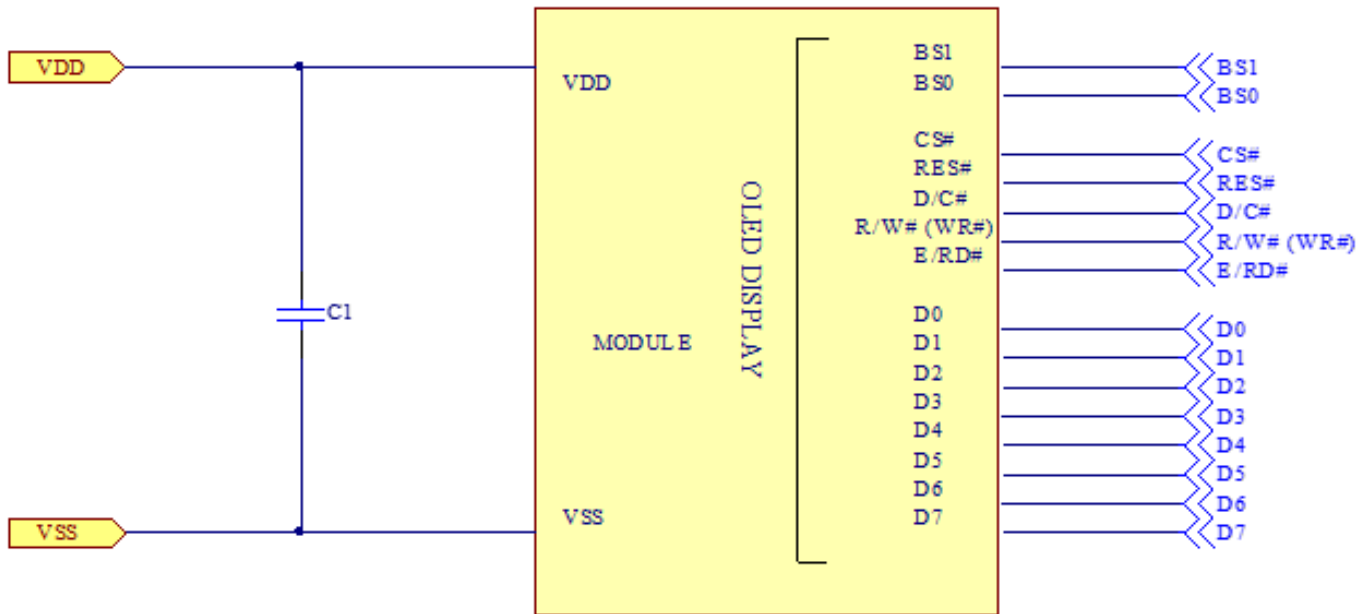 VDD
C1
VSS
VDD
MODULE
VSS
OLED DISPLAY
BS1
BS0
CS#
RES#
D/C#
R/W# (WR#)
E/RD#
D0
D1
D2
D3
D4
D5
D6
D7
BS1
BS0
CS#
RES#
D/C#
R/W# (WR#)
E/RD#
D0
D1
D2
D3
D4
D5
D6
D7